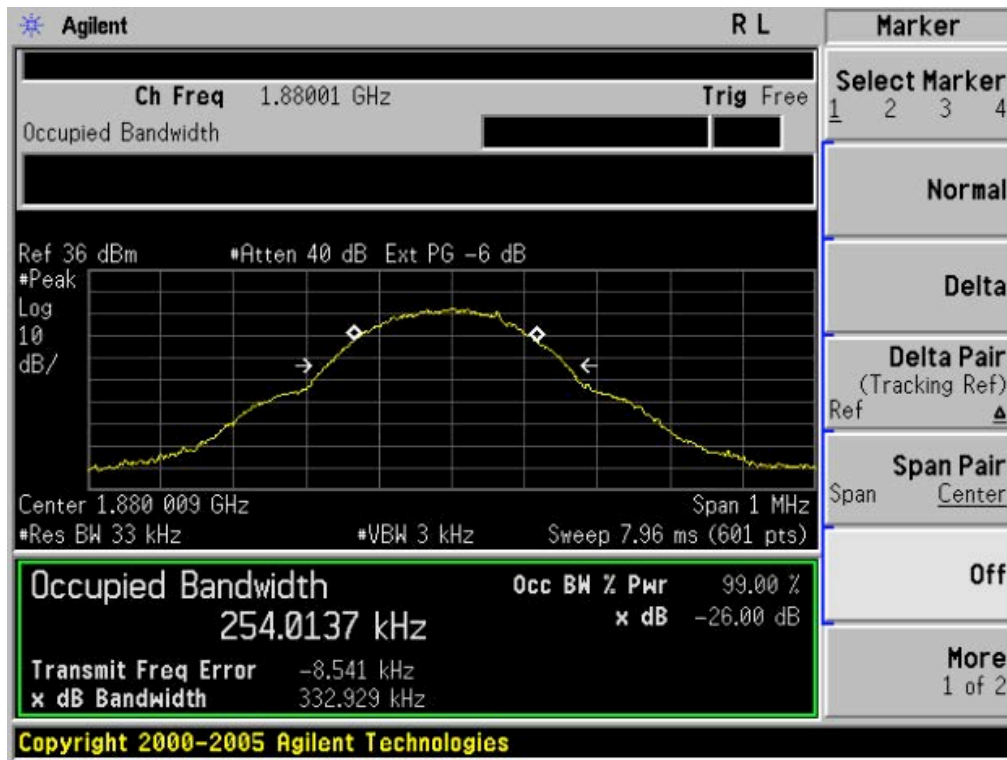 Agilent R L
Ch Freq 1.88001 GHz Trig Free
Occupied Bandwidth
Ref 36 dBm #Atten 40 dB Ext PG -6 dB
#Peak
Log
10
dB/
Center 1.880 009 GHz Span 1 MHz
#Res BW 33 kHz #VBW 3 kHz Sweep 7.96 ms (601 pts)
Occupied Bandwidth Occ BW % Pwr 99.00 %
254.0137 kHz x dB -26.00 dB
Transmit Freq Error -8.541 kHz
x dB Bandwidth 332.929 kHz
Copyright 2000-2005 Agilent Technologies
Marker
Select Marker
1 2 3 4
Normal
Delta
Delta Pair
(Tracking Ref)
Ref Δ
Span Pair
Span Center
Off
More
1 of 2